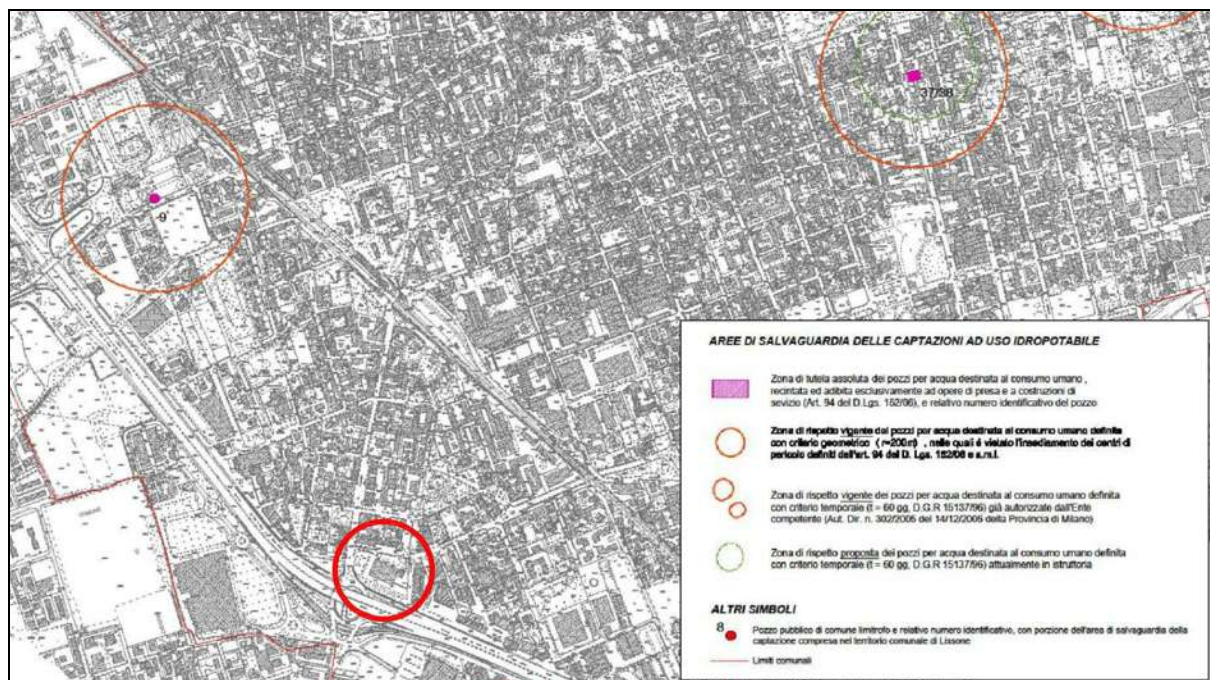 37/38
9
AREE DI SALVAGUARDIA DELLE CAPTAZIONI AD USO IDROPOTABILE
Zona di tutela assoluta dei pozzi per acqua destinata al consumo umano ,
recintata ed adibita esclusivamente ad opere di presa e a costruzioni di
sevizio (Art. 94 del D.Lgs. 152/06), e relativo numero identificativo del pozzo
Zona di rispetto vigente dei pozzi per acqua destinata al consumo umano definita
con criterio geometrico ( r=200m) , nelle quali é vietato l'insediamento dei centri di
pericolo definiti dall'art. 94 del D. Lgs. 152/06 e s.m.i.
Zona di rispetto vigente dei pozzi per acqua destinata al consumo umano definita
con criterio temporale (t = 60 gg, D.G.R 15137/96) già autorizzate dall'Ente
competente (Aut. Dir. n. 302/2005 del 14/12/2005 della Provincia di Milano)
Zona di rispetto proposta dei pozzi per acqua destinata al consumo umano definita
con criterio temporale (t = 60 gg, D.G.R 15137/96) attualmente in istruttoria
ALTRI SIMBOLI
8
Pozzo pubblico di comune limitrofo e relativo numero identificativo, con porzione dell'area di salvaguardia della
captazione compresa nel territorio comunale di Lissone
Limiti comunali